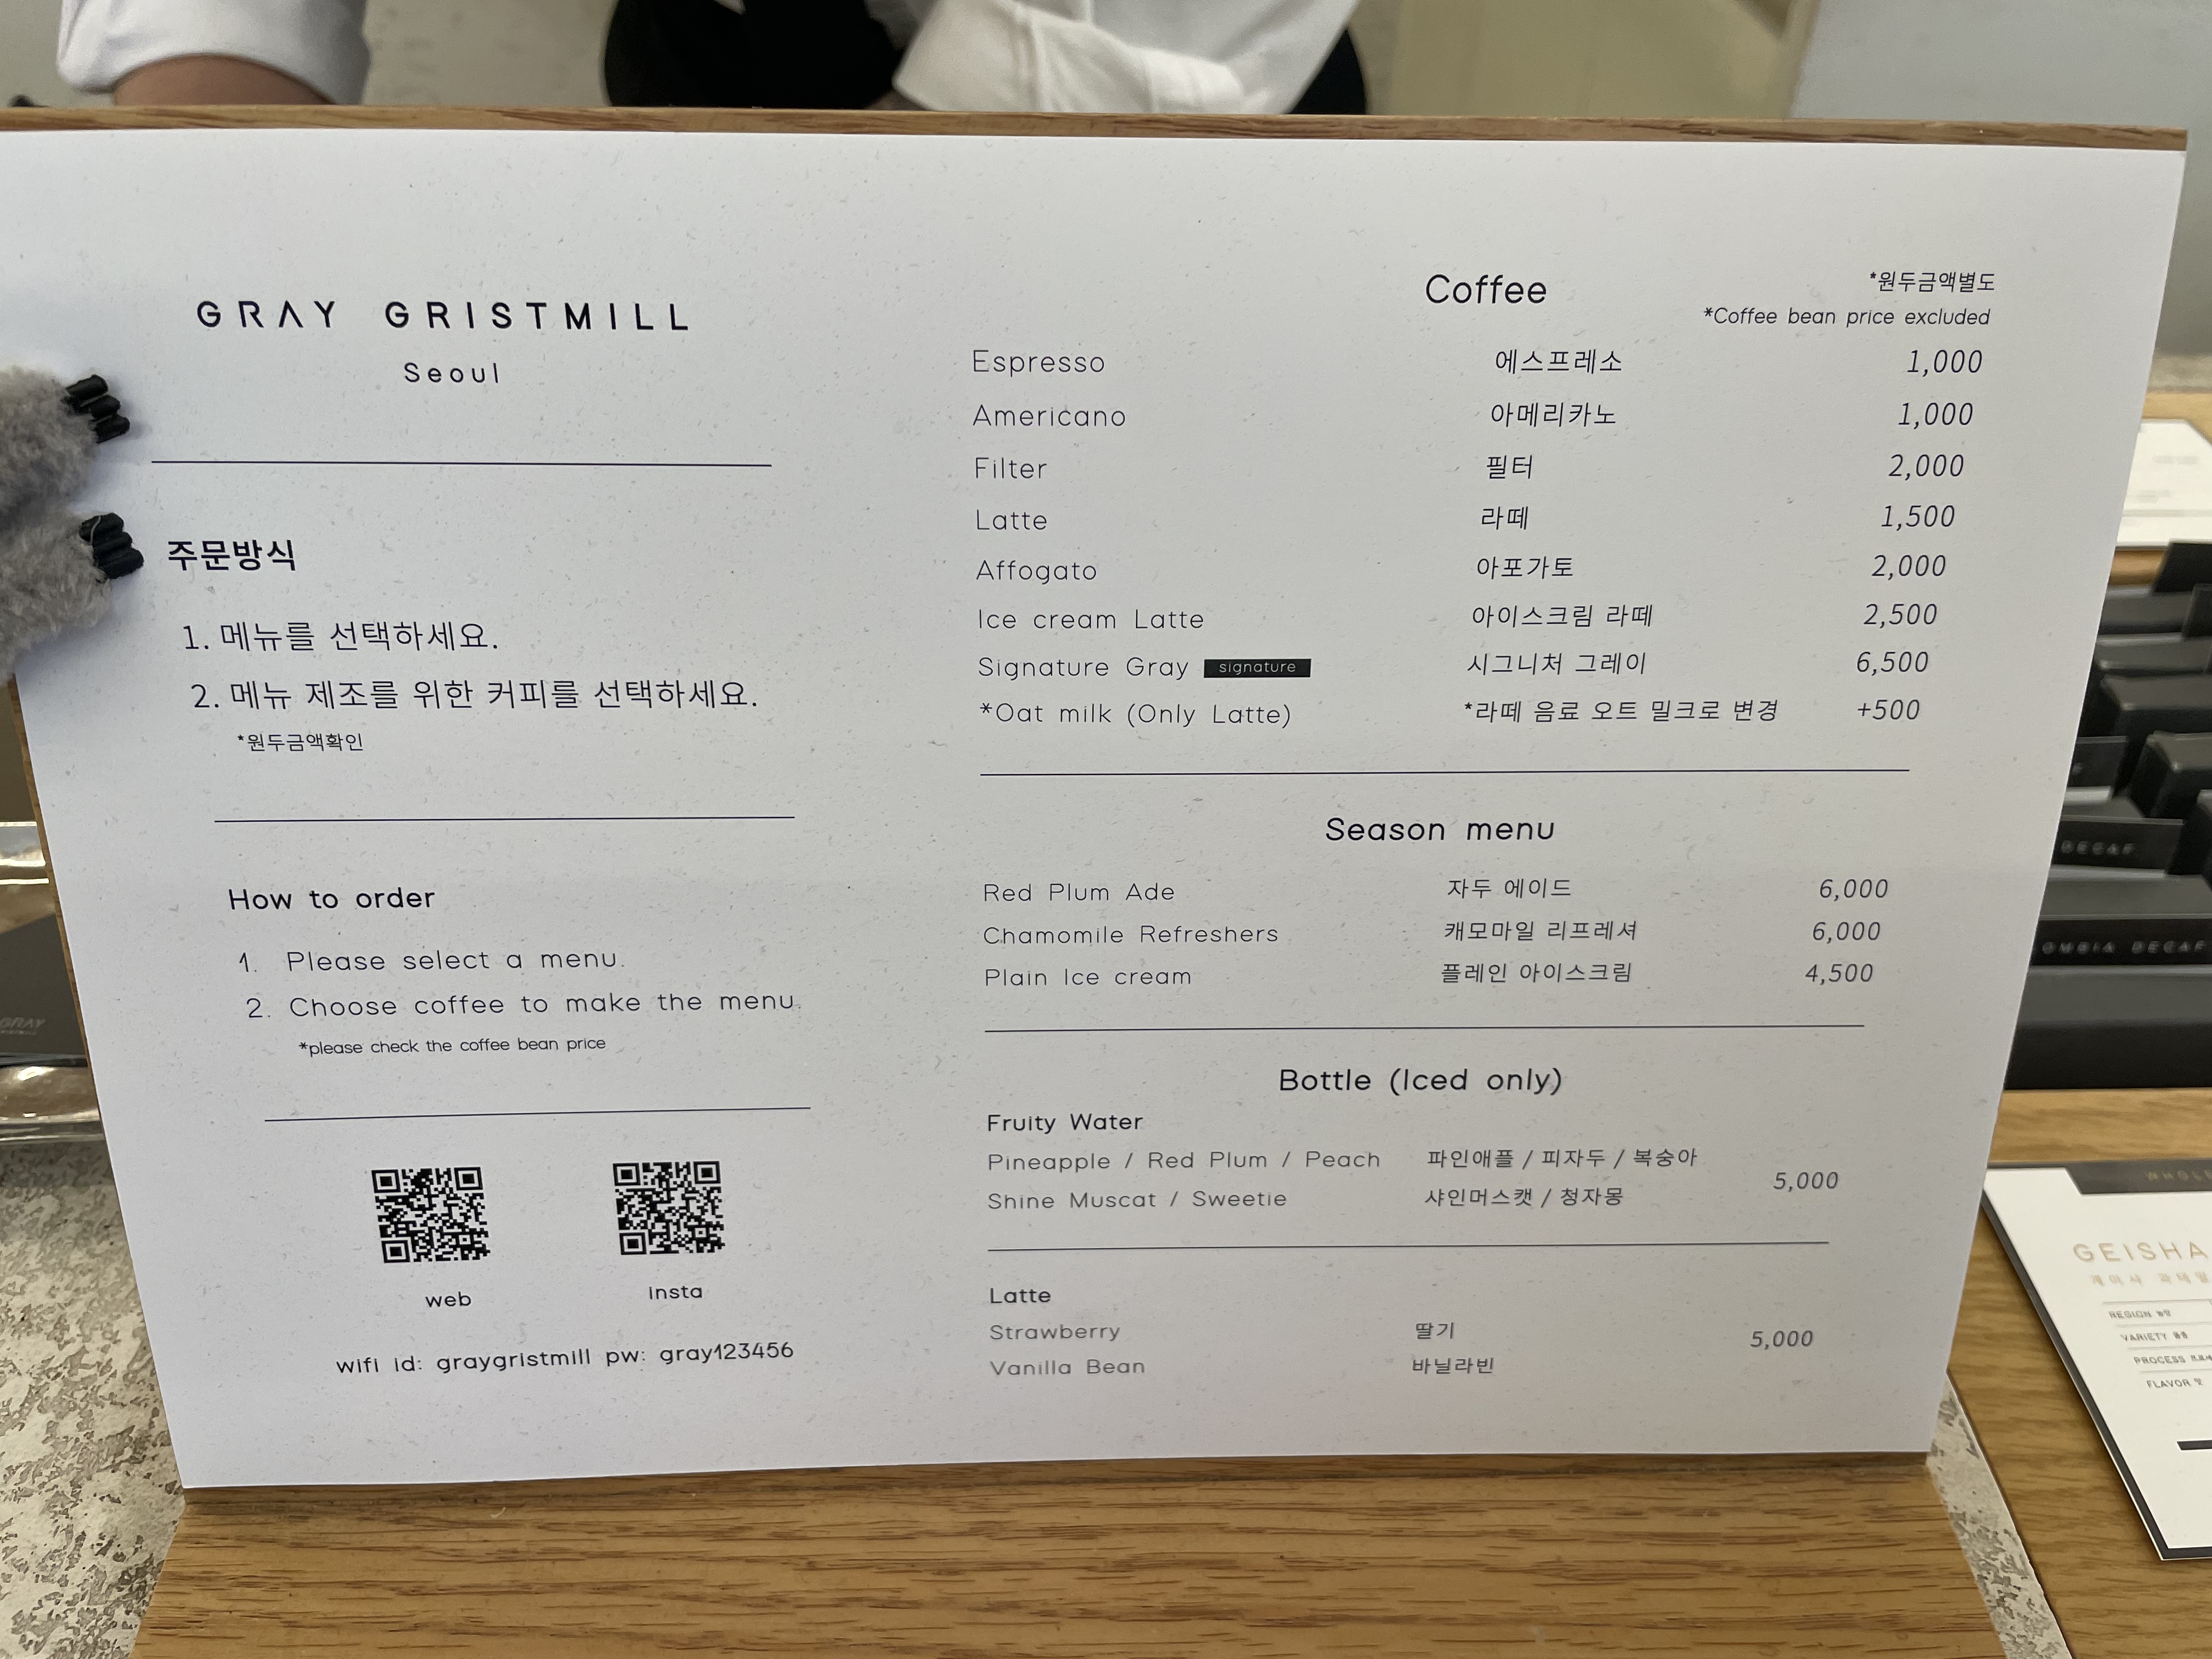 GRAY GRISTMILL
Seoul
주문방식
1. 메뉴를 선택하세요.
2. 메뉴 제조를 위한 커피를 선택하세요.
*원두금액확인
How to order
1. Please select a menu.
2. Choose coffee to make the menu.
*please check the coffee bean price
web insta
wifi id: graygristmill pw: gray123456
Coffee
*원두금액별도
*Coffee bean price excluded
Espresso 에스프레소 1,000
Americano 아메리카노 1,000
Filter 필터 2,000
Latte 라떼 1,500
Affogato 아포가토 2,000
Ice cream Latte 아이스크림 라떼 2,500
Signature Gray signature 시그니처 그레이 6,500
*Oat milk (Only Latte) *라떼 음료 오트 밀크로 변경 +500
Season menu
Red Plum Ade 자두 에이드 6,000
Chamomile Refreshers 캐모마일 리프레셔 6,000
Plain Ice cream 플레인 아이스크림 4,500
Bottle (Iced only)
Fruity Water
Pineapple / Red Plum / Peach 파인애플 / 피자두 / 복숭아
5,000
Shine Muscat / Sweetie 샤인머스캣 / 청자몽
Latte
Strawberry 딸기
5,000
Vanilla Bean 바닐라빈
DECAF
DECAF
GRAY
GEISHA
REGION
VARIETY
PROCESS
FLAVOR 맛